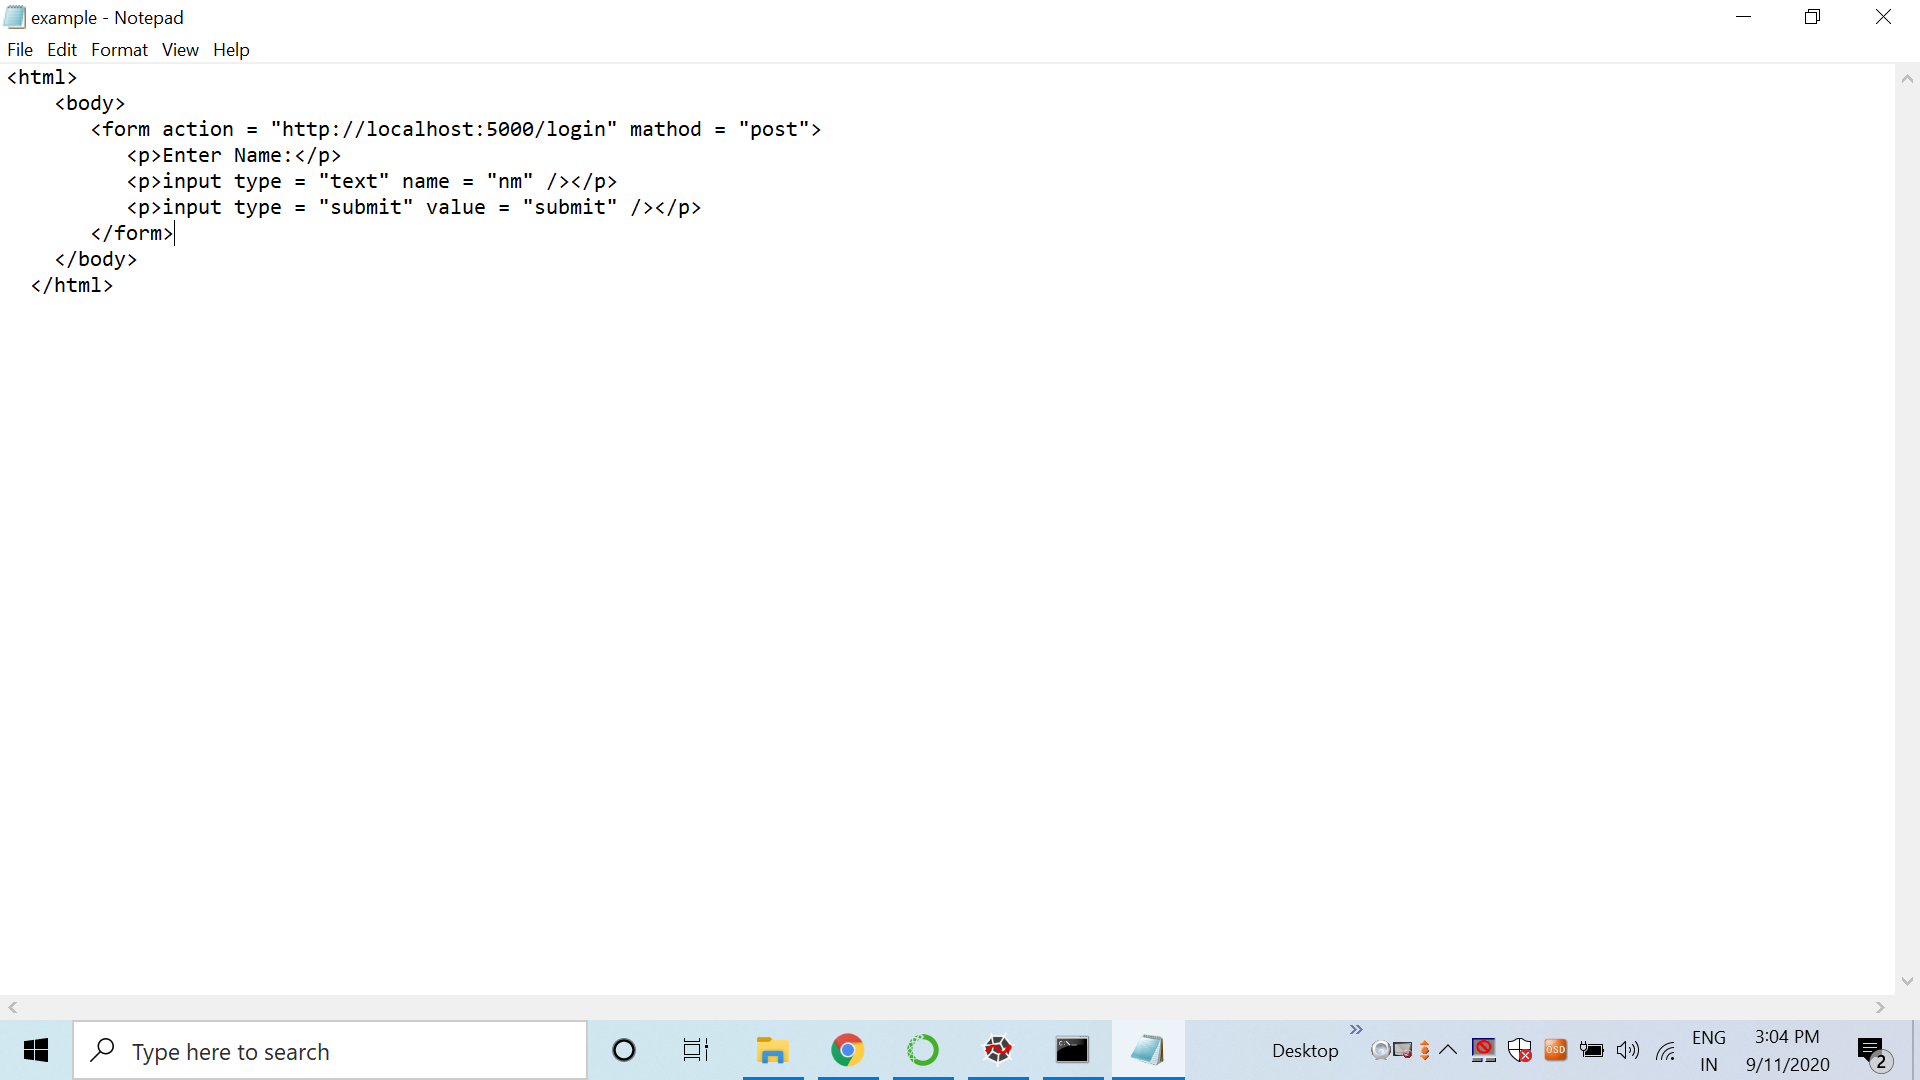 example - Notepad
File Edit Format View Help
<html>
    <body>
       <form action = "http://localhost:5000/login" mathod = "post">
          <p>Enter Name:</p>
          <p>input type = "text" name = "nm" /></p>
          <p>input type = "submit" value = "submit" /></p>
       </form>
    </body>
  </html>
Type here to search
Desktop
OSD
ENG
IN
3:04 PM
9/11/2020
2